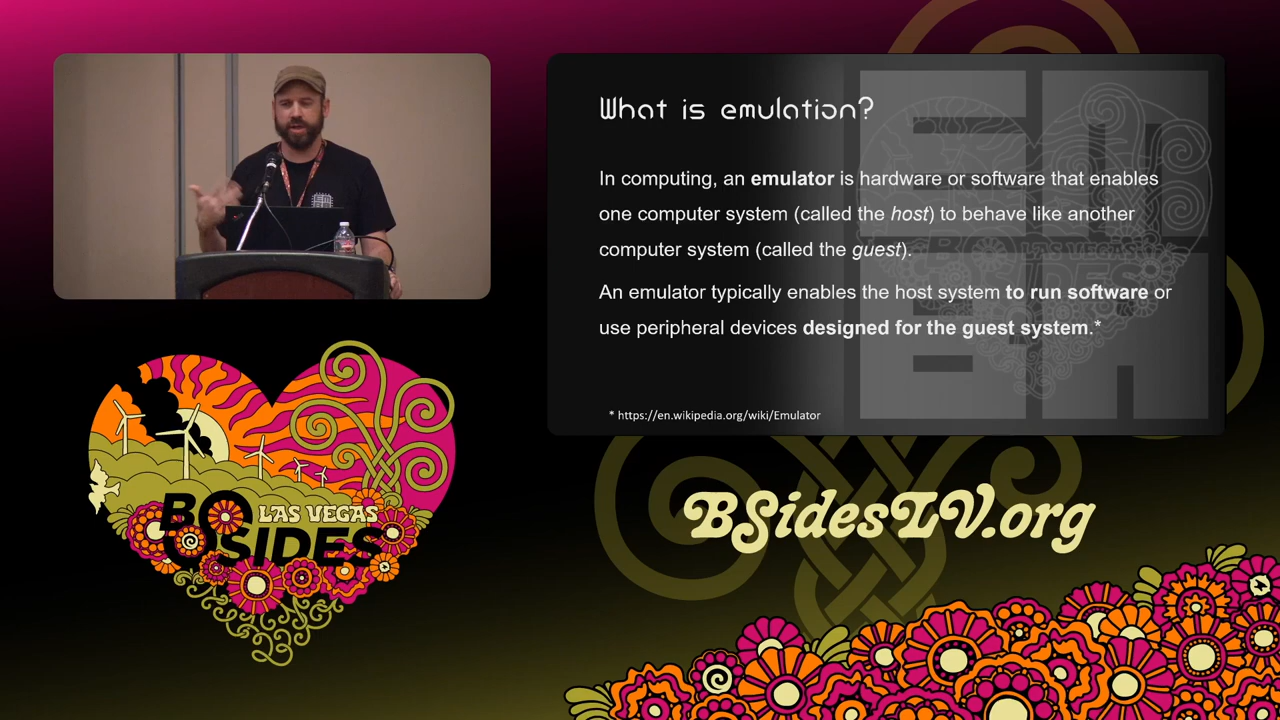 What is emulation?
In computing, an emulator is hardware or software that enables
one computer system (called the host) to behave like another
computer system (called the guest).
An emulator typically enables the host system to run software or
use peripheral devices designed for the guest system.*
* https://en.wikipedia.org/wiki/Emulator
BSidesLV.org
LAS VEGAS
BSIDES
23